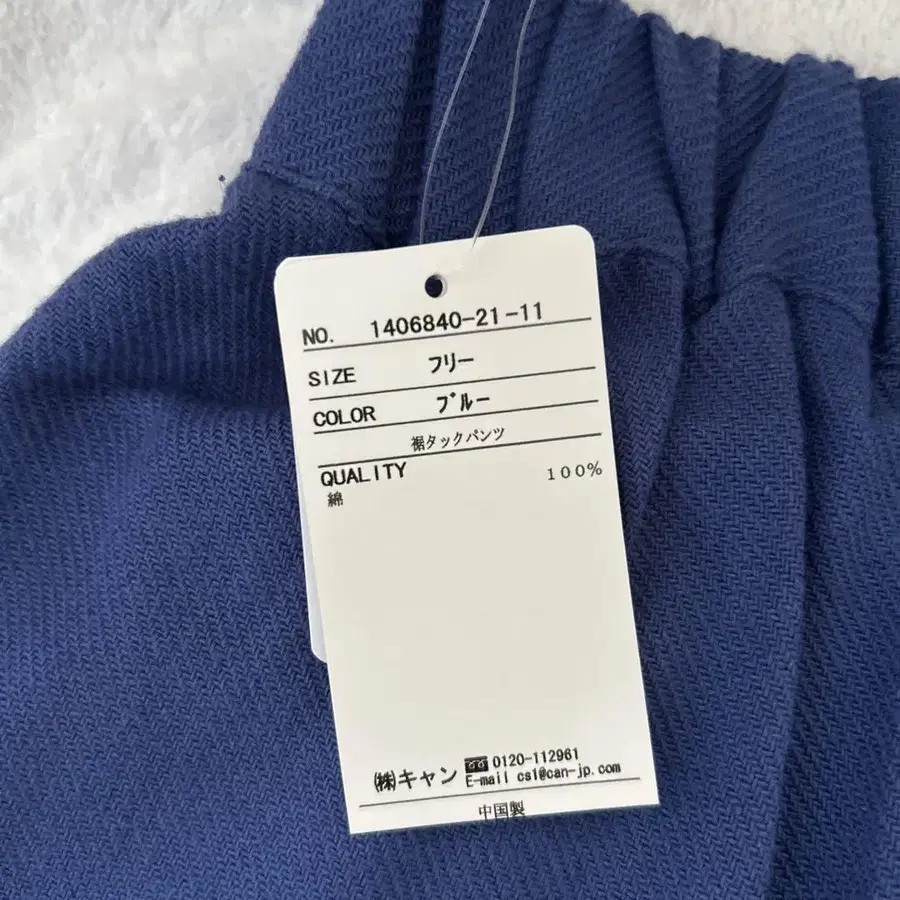 NO. 1406840-21-11
SIZE フリー
COLOR ブルー
裾タックパンツ
QUALITY 100%
綿
㈱キャン 0120-112961
E-mail cs1@can-jp.com
中国製